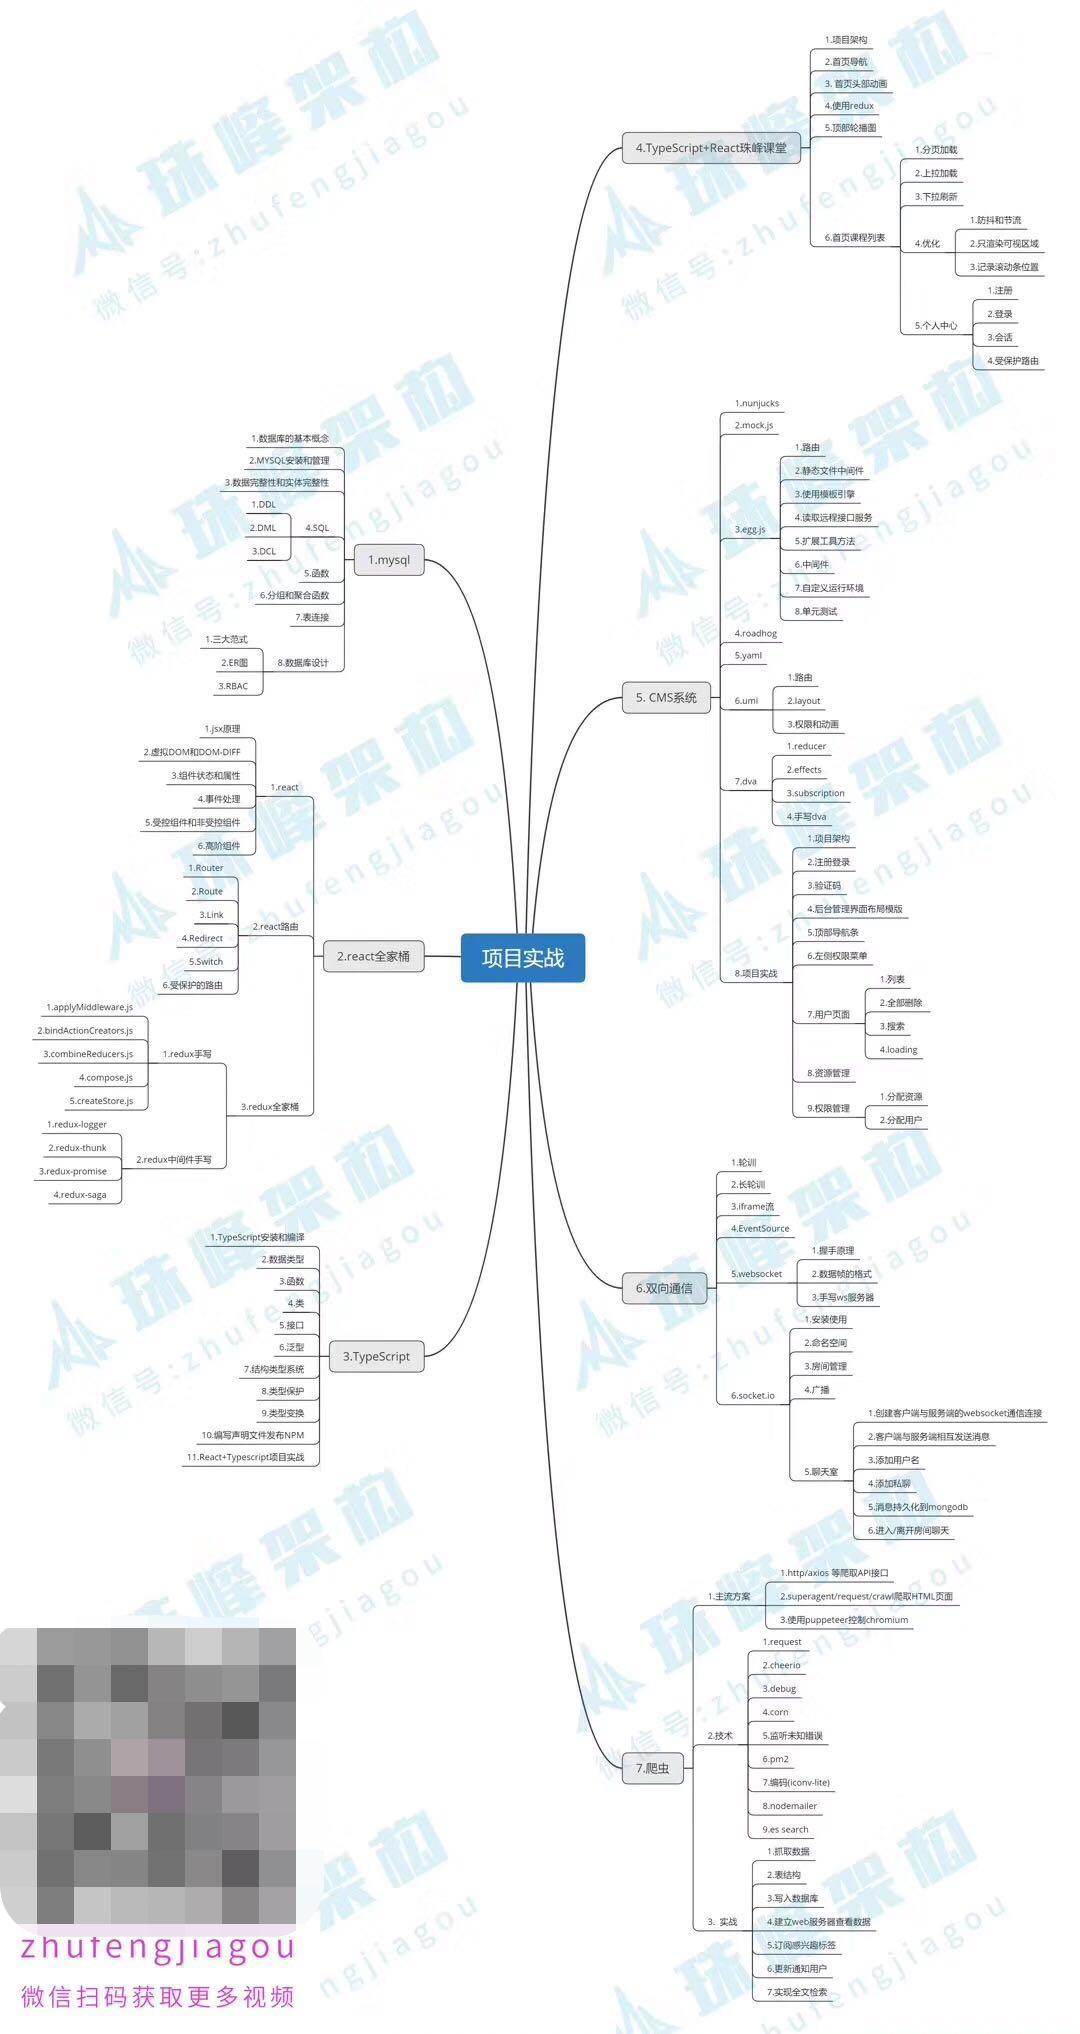 项目实战
1.mysql
1.数据库的基本概念
2.MYSQL安装和管理
3.数据完整性和实体完整性
4.SQL
1.DDL
2.DML
3.DCL
5.函数
6.分组和聚合函数
7.表连接
8.数据库设计
1.三大范式
2.ER图
3.RBAC
2.react全家桶
1.react
1.jsx原理
2.虚拟DOM和DOM-DIFF
3.组件状态和属性
4.事件处理
5.受控组件和非受控组件
6.高阶组件
2.react路由
1.Router
2.Route
3.Link
4.Redirect
5.Switch
6.受保护的路由
3.redux全家桶
1.redux手写
1.applyMiddleware.js
2.bindActionCreators.js
3.combineReducers.js
4.compose.js
5.createStore.js
2.redux中间件手写
1.redux-logger
2.redux-thunk
3.redux-promise
4.redux-saga
3.TypeScript
1.TypeScript安装和编译
2.数据类型
3.函数
4.类
5.接口
6.泛型
7.结构类型系统
8.类型保护
9.类型变换
10.编写声明文件发布NPM
11.React+Typescript项目实战
4.TypeScript+React珠峰课堂
1.项目架构
2.首页导航
3. 首页头部动画
4.使用redux
5.顶部轮播图
6.首页课程列表
1.分页加载
2.上拉加载
3.下拉刷新
4.优化
1.防抖和节流
2.只渲染可视区域
3.记录滚动条位置
5.个人中心
1.注册
2.登录
3.会话
4.受保护路由
5. CMS系统
1.nunjucks
2.mock.js
3.egg.js
1.路由
2.静态文件中间件
3.使用模板引擎
4.读取远程接口服务
5.扩展工具方法
6.中间件
7.自定义运行环境
8.单元测试
4.roadhog
5.yaml
6.umi
1.路由
2.layout
3.权限和动画
7.dva
1.reducer
2.effects
3.subscription
4.手写dva
8.项目实战
1.项目架构
2.注册登录
3.验证码
4.后台管理界面布局模版
5.顶部导航条
6.左侧权限菜单
7.用户页面
1.列表
2.全部删除
3.搜索
4.loading
8.资源管理
9.权限管理
1.分配资源
2.分配用户
6.双向通信
1.轮训
2.长轮训
3.iframe流
4.EventSource
5.websocket
1.握手原理
2.数据帧的格式
3.手写ws服务器
6.socket.io
1.安装使用
2.命名空间
3.房间管理
4.广播
5.聊天室
1.创建客户端与服务端的websocket通信连接
2.客户端与服务端相互发送消息
3.添加用户名
4.添加私聊
5.消息持久化到mongodb
6.进入/离开房间聊天
7.爬虫
1.主流方案
1.http/axios 等爬取API接口
2.superagent/request/crawl爬取HTML页面
3.使用puppeteer控制chromium
2.技术
1.request
2.cheerio
3.debug
4.corn
5.监听未知错误
6.pm2
7.编码(iconv-lite)
8.nodemailer
9.es search
3. 实战
1.抓取数据
2.表结构
3.写入数据库
4.建立web服务器查看数据
5.订阅感兴趣标签
6.更新通知用户
7.实现全文检索
珠峰架构
微信号:zhufengjiagou
zhufengjiagou
微信扫码获取更多视频